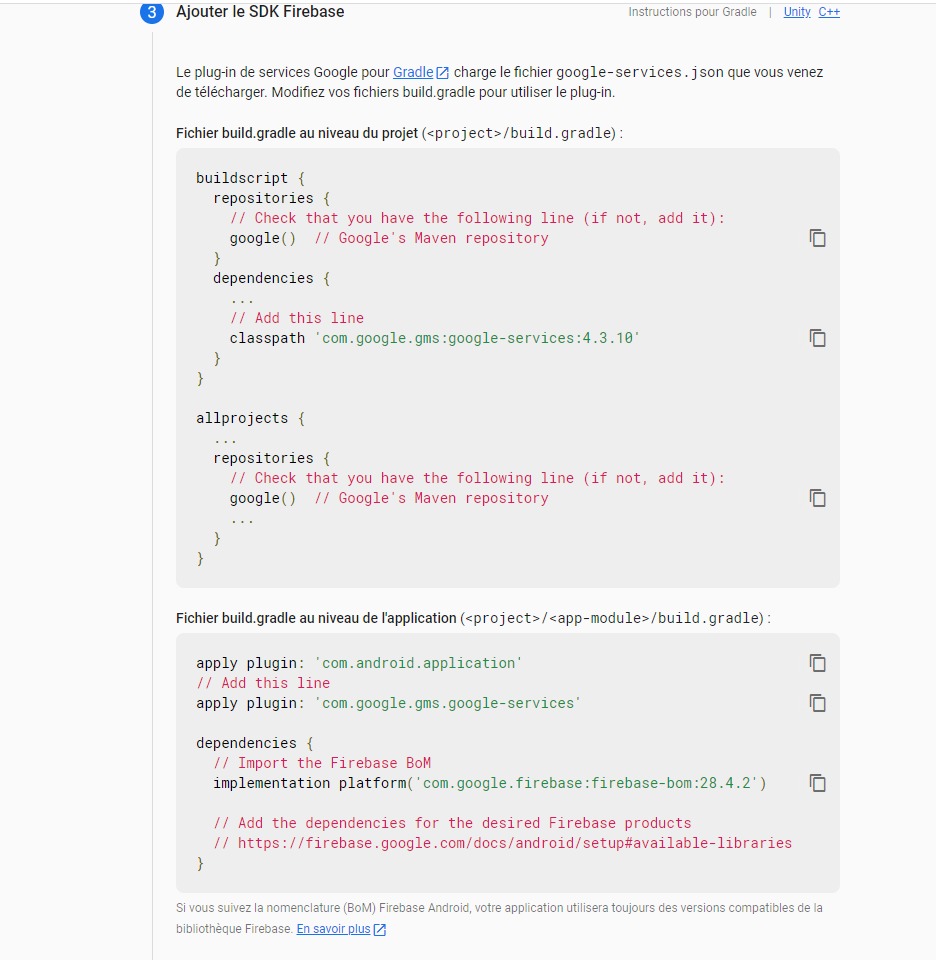 3 Ajouter le SDK Firebase Instructions pour Gradle | Unity C++
Le plug-in de services Google pour Gradle charge le fichier google-services.json que vous venez
de télécharger. Modifiez vos fichiers build.gradle pour utiliser le plug-in.
Fichier build.gradle au niveau du projet (<project>/build.gradle) :
buildscript {
  repositories {
    // Check that you have the following line (if not, add it):
    google()  // Google's Maven repository
  }
  dependencies {
    ...
    // Add this line
    classpath 'com.google.gms:google-services:4.3.10'
  }
}
allprojects {
  ...
  repositories {
    // Check that you have the following line (if not, add it):
    google()  // Google's Maven repository
    ...
  }
}
Fichier build.gradle au niveau de l'application (<project>/<app-module>/build.gradle) :
apply plugin: 'com.android.application'
// Add this line
apply plugin: 'com.google.gms.google-services'
dependencies {
  // Import the Firebase BoM
  implementation platform('com.google.firebase:firebase-bom:28.4.2')
  // Add the dependencies for the desired Firebase products
  // https://firebase.google.com/docs/android/setup#available-libraries
}
Si vous suivez la nomenclature (BoM) Firebase Android, votre application utilisera toujours des versions compatibles de la
bibliothèque Firebase. En savoir plus